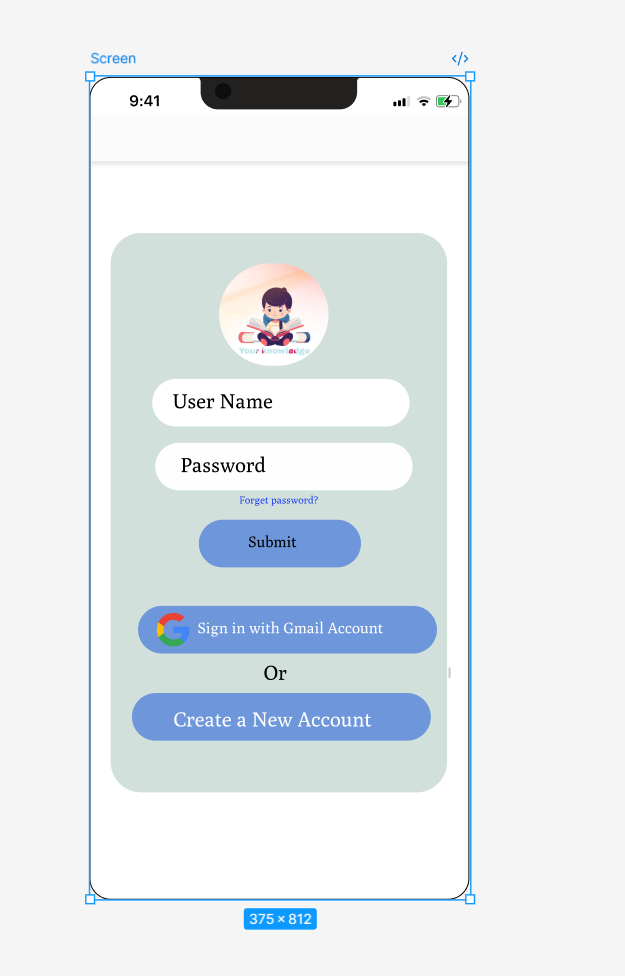 Screen
9:41
Your knowladge
User Name
Password
Forget password?
Submit
Sign in with Gmail Account
Or
Create a New Account
375 × 812